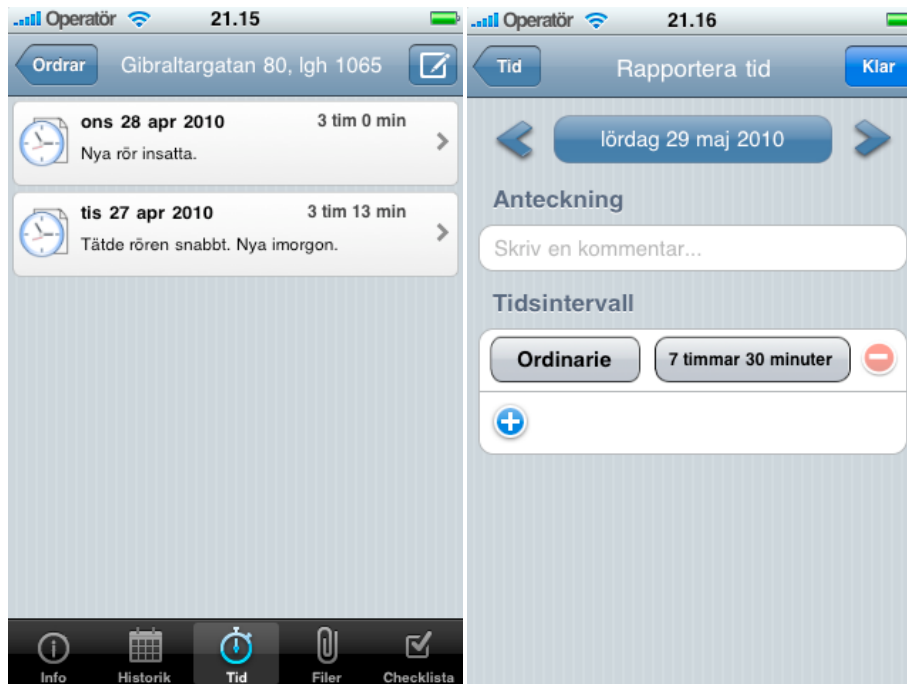 Operatör 21.15
Ordrar Gibraltargatan 80, lgh 1065
ons 28 apr 2010 3 tim 0 min
Nya rör insatta.
tis 27 apr 2010 3 tim 13 min
Tätde rören snabbt. Nya imorgon.
Info Historik Tid Filer Checklista
Operatör 21.16
Tid Rapportera tid Klar
lördag 29 maj 2010
Anteckning
Skriv en kommentar...
Tidsintervall
Ordinarie 7 timmar 30 minuter